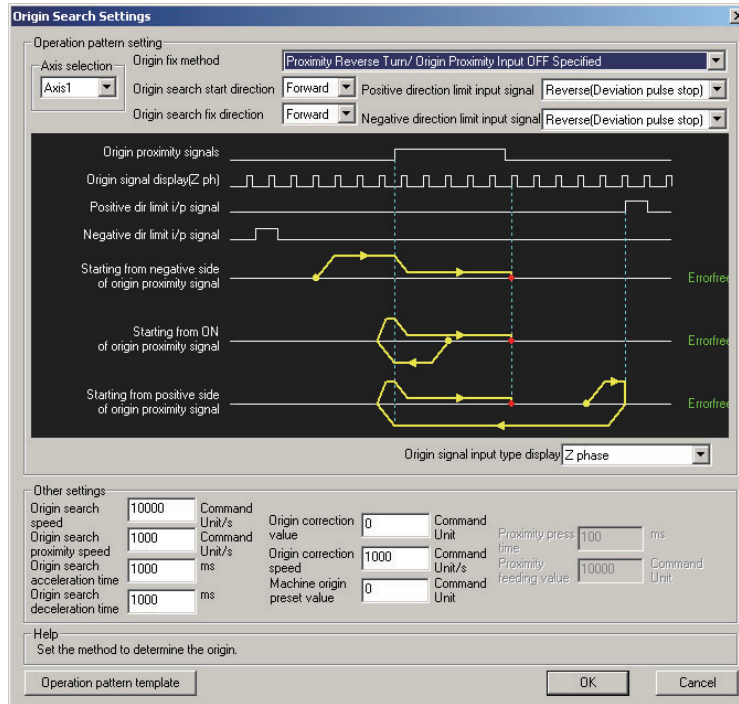 Origin Search Settings
Operation pattern setting
Axis selection
Axis1
Origin fix method
Proximity Reverse Turn/ Origin Proximity Input OFF Specified
Origin search start direction
Forward
Positive direction limit input signal
Reverse(Deviation pulse stop)
Origin search fix direction
Forward
Negative direction limit input signal
Reverse(Deviation pulse stop)
Origin proximity signals
Origin signal display(Z ph)
Positive dir limit i/p signal
Negative dir limit i/p signal
Starting from negative side
of origin proximity signal
Errorfree
Starting from ON
of origin proximity signal
Errorfree
Starting from positive side
of origin proximity signal
Errorfree
Origin signal input type display
Z phase
Other settings
Origin search
speed
10000
Command
Unit/s
Origin search
proximity speed
1000
Command
Unit/s
Origin search
acceleration time
1000
ms
Origin search
deceleration time
1000
ms
Origin correction
value
0
Command
Unit
Origin correction
speed
1000
Command
Unit/s
Machine origin
preset value
0
Command
Unit
Proximity press
time
100
ms
Proximity
feeding value
10000
Command
Unit
Help
Set the method to determine the origin.
Operation pattern template
OK
Cancel